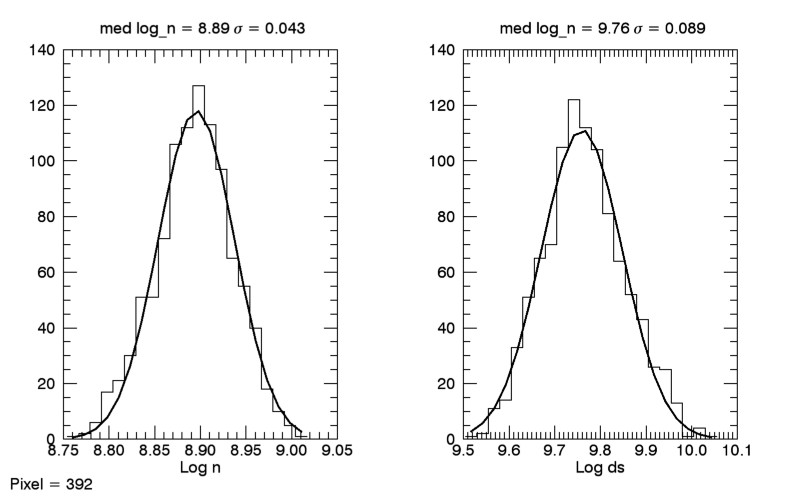 med log_n = 8.89 σ = 0.043
140
120
100
80
60
40
20
0
8.75 8.80 8.85 8.90 8.95 9.00 9.05
Log n
med log_n = 9.76 σ = 0.089
140
120
100
80
60
40
20
0
9.5 9.6 9.7 9.8 9.9 10.0 10.1
Log ds
Pixel = 392